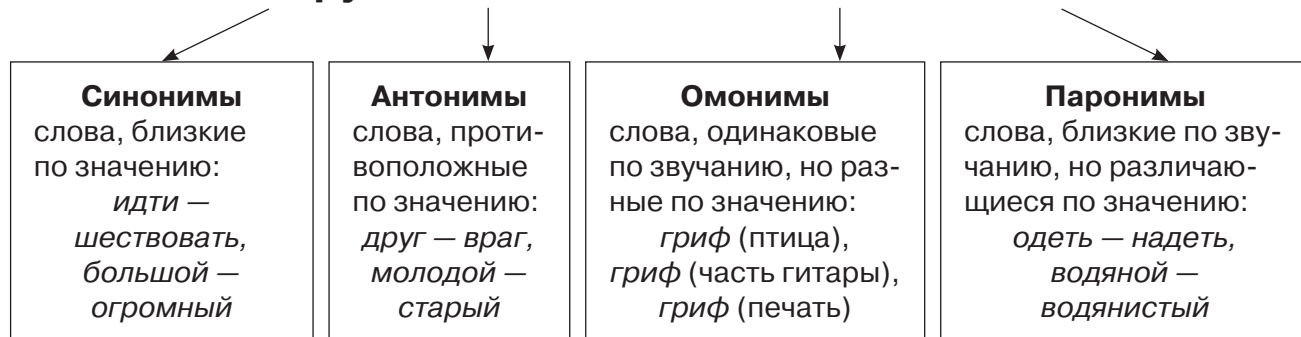 Синонимы
слова, близкие
по значению:
идти —
шествовать,
большой —
огромный
Антонимы
слова, проти-
воположные
по значению:
друг — враг,
молодой —
старый
Омонимы
слова, одинаковые
по звучанию, но раз-
ные по значению:
гриф (птица),
гриф (часть гитары),
гриф (печать)
Паронимы
слова, близкие по зву-
чанию, но различаю-
щиеся по значению:
одеть — надеть,
водяной —
водянистый